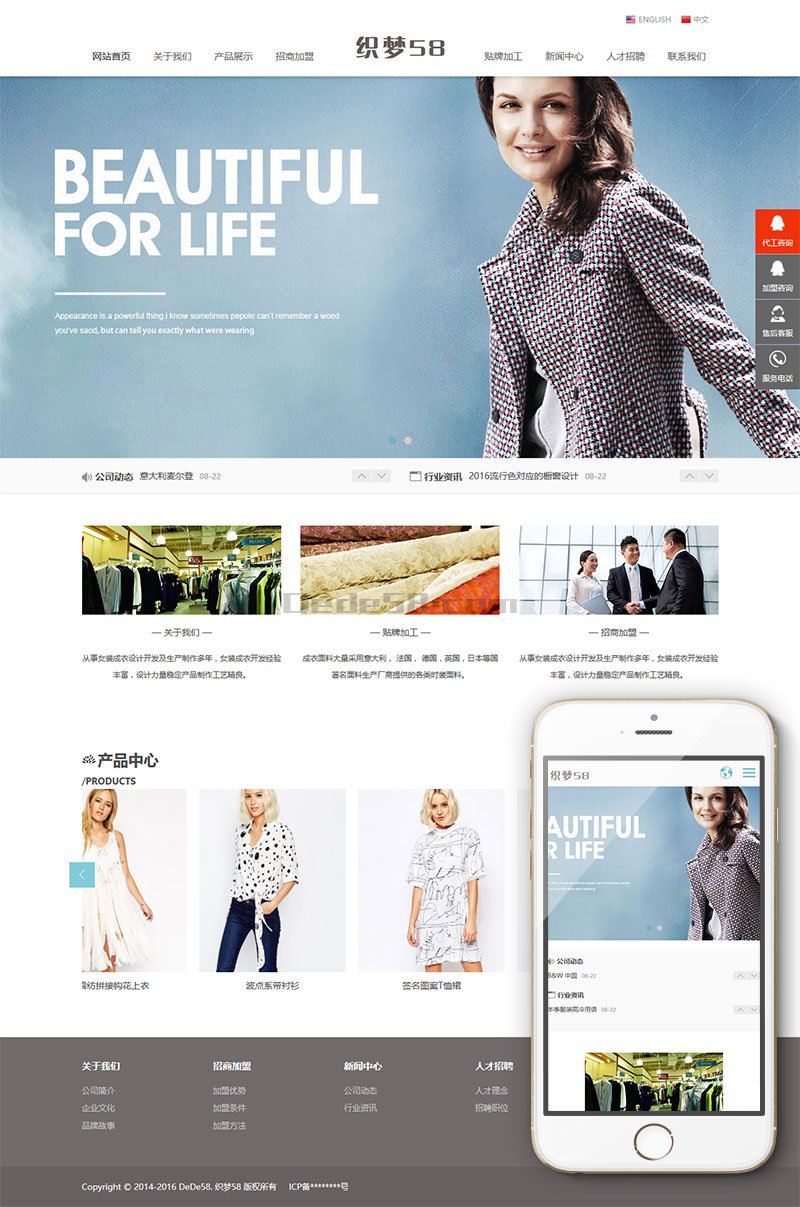 ENGLISH 中文
网站首页 关于我们 产品展示 招商加盟 织梦58 贴牌加工 新闻中心 人才招聘 联系我们
BEAUTIFUL
FOR LIFE
Appearance is a powerful thing.i know sometimes pepole can't remember a woed
you've saod, but can tell you exactly what were wearing
代工咨询
加盟咨询
售后客服
服务电话
公司动态 意大利麦尔登 08-22
行业资讯 2016流行色对应的橱窗设计 08-22
PETITES
Dede58.com
— 关于我们 —
从事女装成衣设计开发及生产制作多年，女装成衣开发经验
丰富，设计力量稳定产品制作工艺精良。
— 贴牌加工 —
成衣面料大量采用意大利， 法国， 德国，英国，日本等国
著名面料生产厂商提供的各类时装面料。
— 招商加盟 —
从事女装成衣设计开发及生产制作多年，女装成衣开发经验
丰富，设计力量稳定产品制作工艺精良。
产品中心
/PRODUCTS
纺拼接钩花上衣
波点系带衬衫
签名图案T恤裙
织梦58
AUTIFUL
R LIFE
公司动态
B&W 中国 08-22
行业资讯
本季服装高冷用语 08-22
关于我们
公司简介
企业文化
品牌故事
招商加盟
加盟优势
加盟条件
加盟方法
新闻中心
公司动态
行业资讯
人才招聘
人才理念
招聘职位
Copyright © 2014-2016 DeDe58. 织梦58 版权所有 ICP备********号